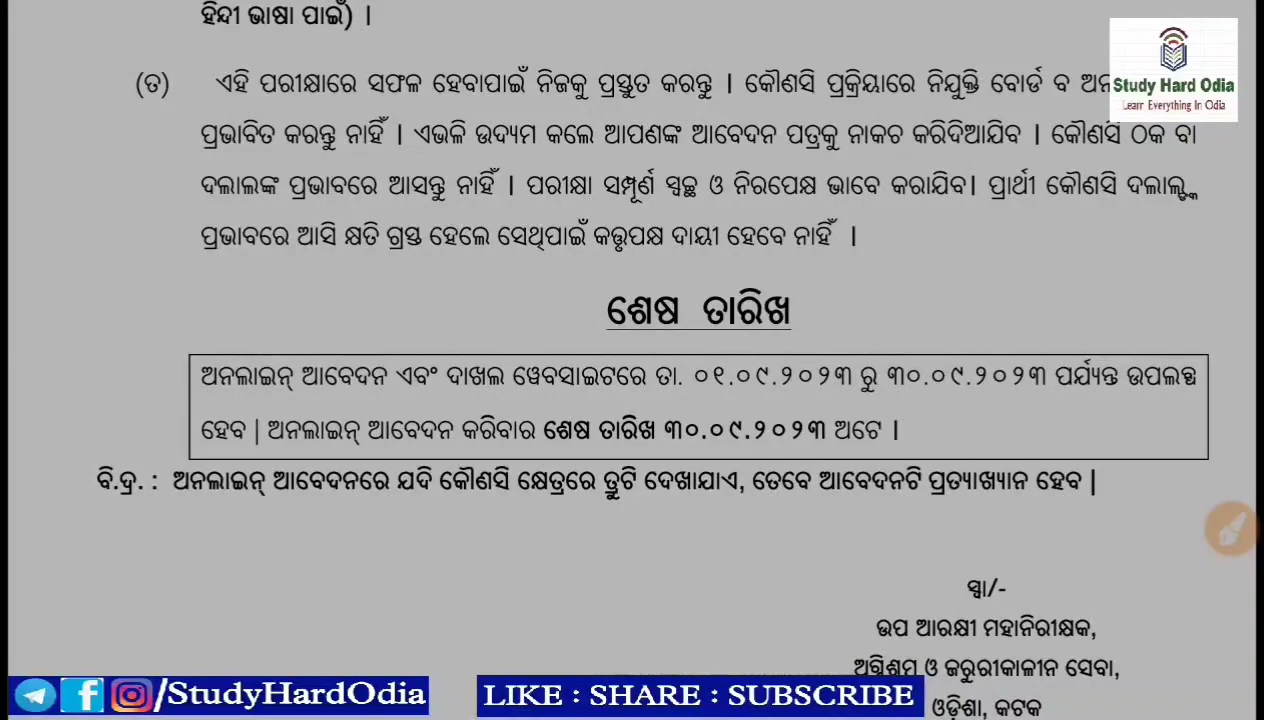 ହିନ୍ଦୀ ଭାଷା ପାଇଁ) ।
Study Hard Odia
Learn Everything In Odia
(ତ) ଏହି ପରୀକ୍ଷାରେ ସଫଳ ହେବାପାଇଁ ନିଜକୁ ପ୍ରସ୍ତୁତ କରନ୍ତୁ । କୌଣସି ପ୍ରକ୍ରିୟାରେ ନିଯୁକ୍ତି ବୋର୍ଡ ବ
ପ୍ରଭାବିତ କରନ୍ତୁ ନାହିଁ । ଏଭଳି ଉଦ୍ୟମ କଲେ ଆପଣଙ୍କ ଆବେଦନ ପତ୍ରକୁ ନାକଚ କରିଦିଆଯିବ । କୌଣସି ଠକ ବା
ଦଲାଲଙ୍କ ପ୍ରଭାବରେ ଆସନ୍ତୁ ନାହିଁ । ପରୀକ୍ଷା ସମ୍ପୂର୍ଣ ସ୍ୱଚ୍ଛ ଓ ନିରପେକ୍ଷ ଭାବେ କରାଯିବ। ପ୍ରାର୍ଥୀ କୌଣସି ଦଲାଲ୍ଙ୍କ
ପ୍ରଭାବରେ ଆସି କ୍ଷତି ଗ୍ରସ୍ତ ହେଲେ ସେଥିପାଇଁ କତ୍ତୃପକ୍ଷ ଦାୟୀ ହେବେ ନାହିଁ ।
ଶେଷ ତାରିଖ
ଅନଲାଇନ୍ ଆବେଦନ ଏବଂ ଦାଖଲ ୱେବସାଇଟରେ ତା. ୦୧.୦୯.୨୦୨୩ ରୁ ୩୦.୦୯.୨୦୨୩ ପର୍ଯ୍ୟନ୍ତ ଉପଲବ୍ଧ
ହେବ | ଅନଲାଇନ୍ ଆବେଦନ କରିବାର ଶେଷ ତାରିଖ ୩୦.୦୯.୨୦୨୩ ଅଟେ ।
ବି.ଦ୍ର. : ଅନଲାଇନ୍ ଆବେଦନରେ ଯଦି କୌଣସି କ୍ଷେତ୍ରରେ ତ୍ରୁଟି ଦେଖାଯାଏ, ତେବେ ଆବେଦନଟି ପ୍ରତ୍ୟାଖ୍ୟାନ ହେବ |
ସ୍ୱା/-
ଉପ ଆରକ୍ଷୀ ମହାନିରୀକ୍ଷକ,
ଅଗ୍ନିଶମ ଓ ଜରୁରୀକାଳୀନ ସେବା,
ଓଡ଼ିଶା, କଟକ
/StudyHardOdia
LIKE : SHARE : SUBSCRIBE